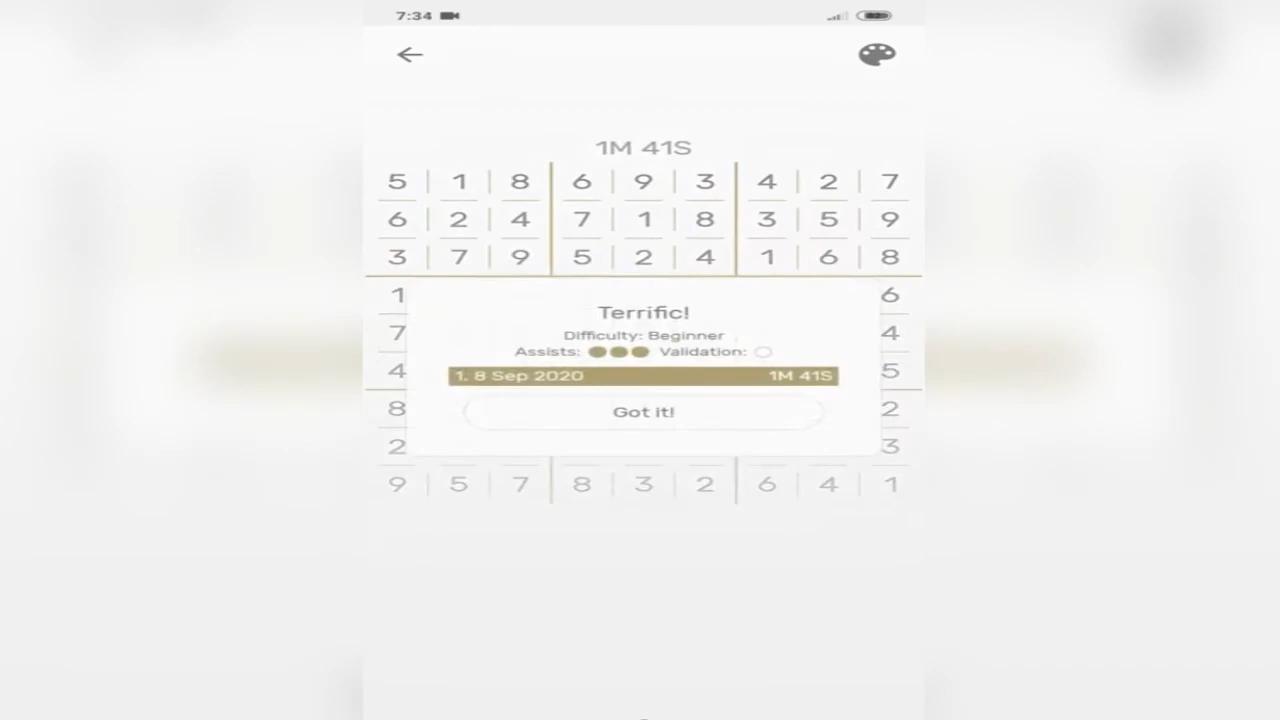 7:34
1M 41S
5 1 8 6 9 3 4 2 7
6 2 4 7 1 8 3 5 9
3 7 9 5 2 4 1 6 8
1 6
Terrific!
7 4
Difficulty: Beginner
Assists: Validation:
4 5
1. 8 Sep 2020 1M 41S
8 2
Got it!
2 3
9 5 7 8 3 2 6 4 1